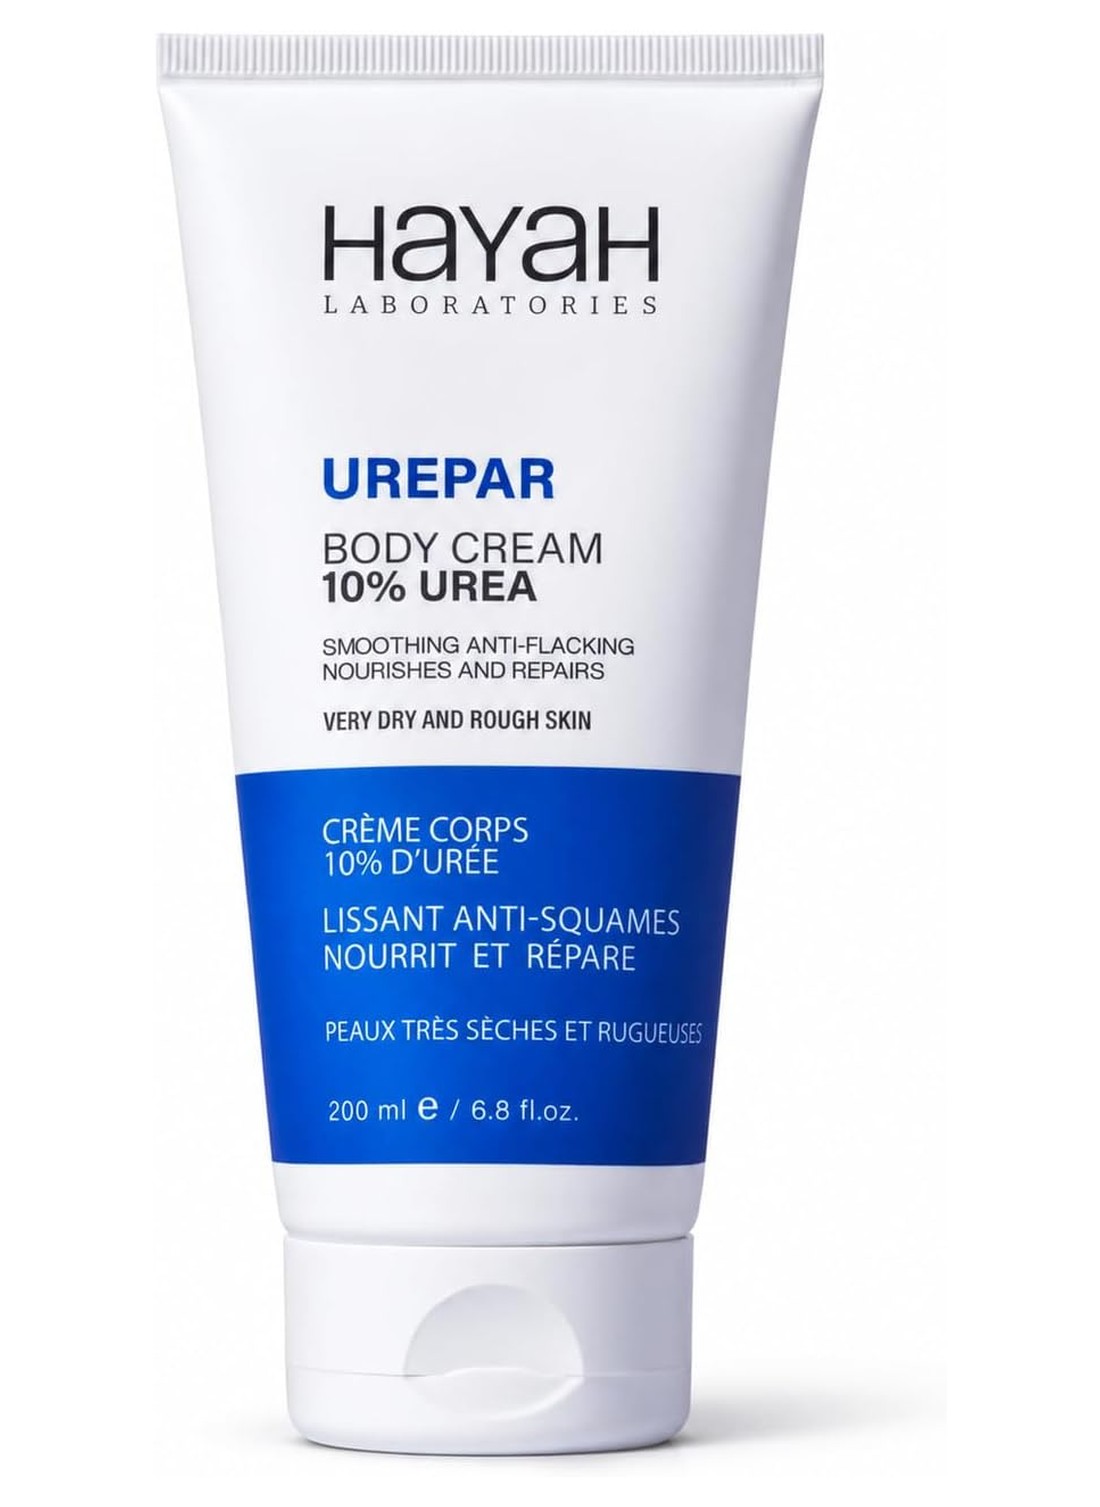 HaYaH
LABORATORIES
UREPAR
BODY CREAM
10% UREA
SMOOTHING ANTI-FLACKING
NOURISHES AND REPAIRS
VERY DRY AND ROUGH SKIN
CRÈME CORPS
10% D'URÉE
LISSANT ANTI-SQUAMES
NOURRIT ET RÉPARE
PEAUX TRÈS SÈCHES ET RUGUEUSES
200 ml e / 6.8 fl.oz.